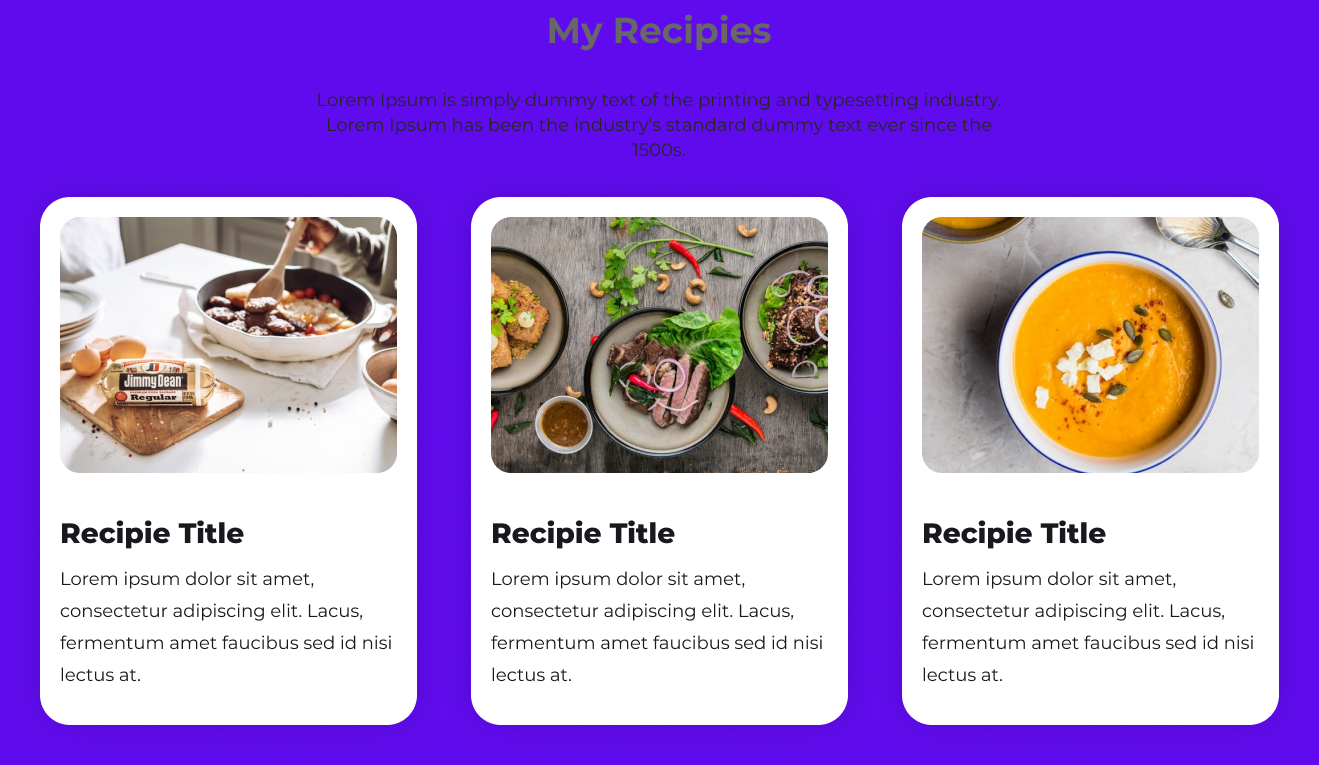 My Recipies
Lorem Ipsum is simply dummy text of the printing and typesetting industry.
Lorem Ipsum has been the industry's standard dummy text ever since the
1500s.
Jimmy Dean
Regular
Recipie Title
Lorem ipsum dolor sit amet,
consectetur adipiscing elit. Lacus,
fermentum amet faucibus sed id nisi
lectus at.
Recipie Title
Lorem ipsum dolor sit amet,
consectetur adipiscing elit. Lacus,
fermentum amet faucibus sed id nisi
lectus at.
Recipie Title
Lorem ipsum dolor sit amet,
consectetur adipiscing elit. Lacus,
fermentum amet faucibus sed id nisi
lectus at.